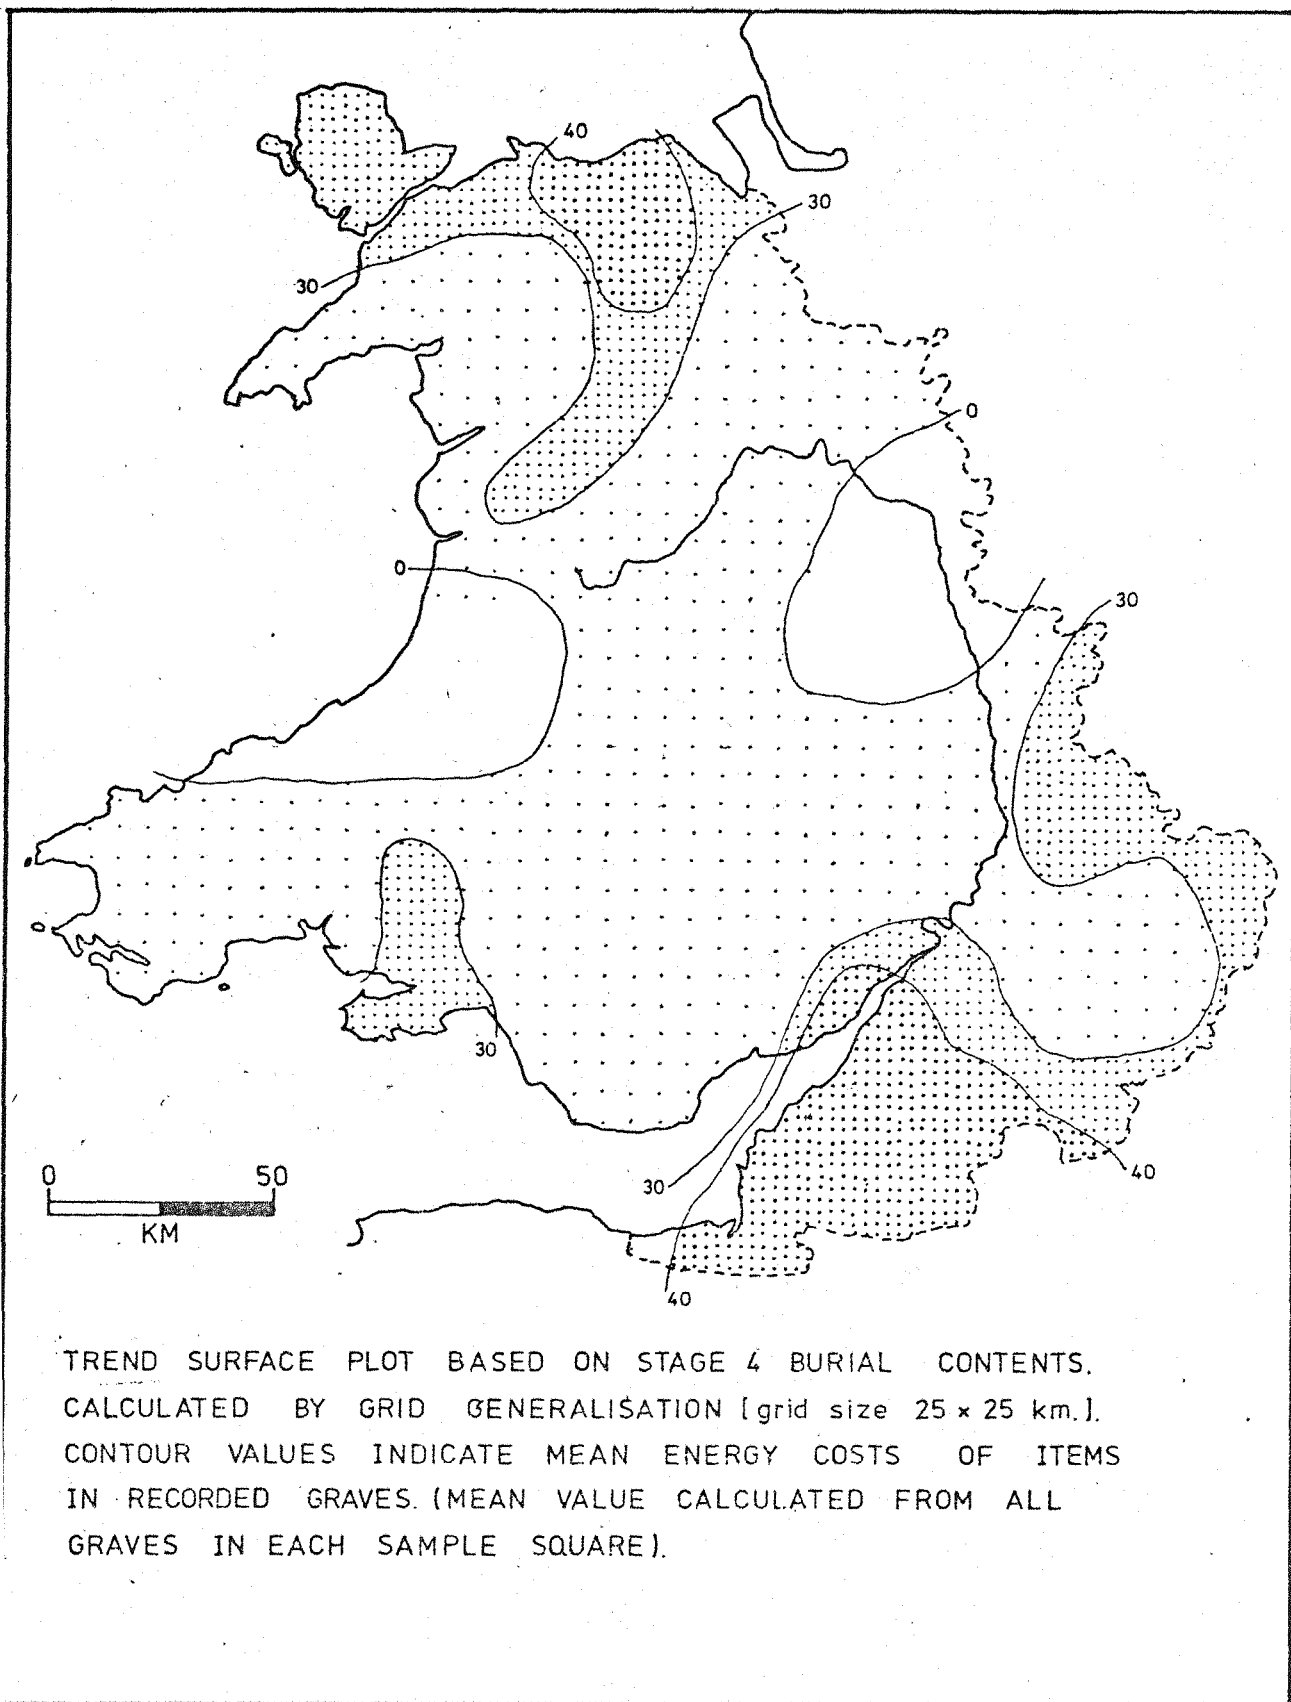 40
30
30
0
0
30
30
30
40
40
0 50
KM
TREND SURFACE PLOT BASED ON STAGE 4 BURIAL CONTENTS.
CALCULATED BY GRID GENERALISATION [grid size 25 x 25 km.].
CONTOUR VALUES INDICATE MEAN ENERGY COSTS OF ITEMS
IN RECORDED GRAVES. (MEAN VALUE CALCULATED FROM ALL
GRAVES IN EACH SAMPLE SQUARE).